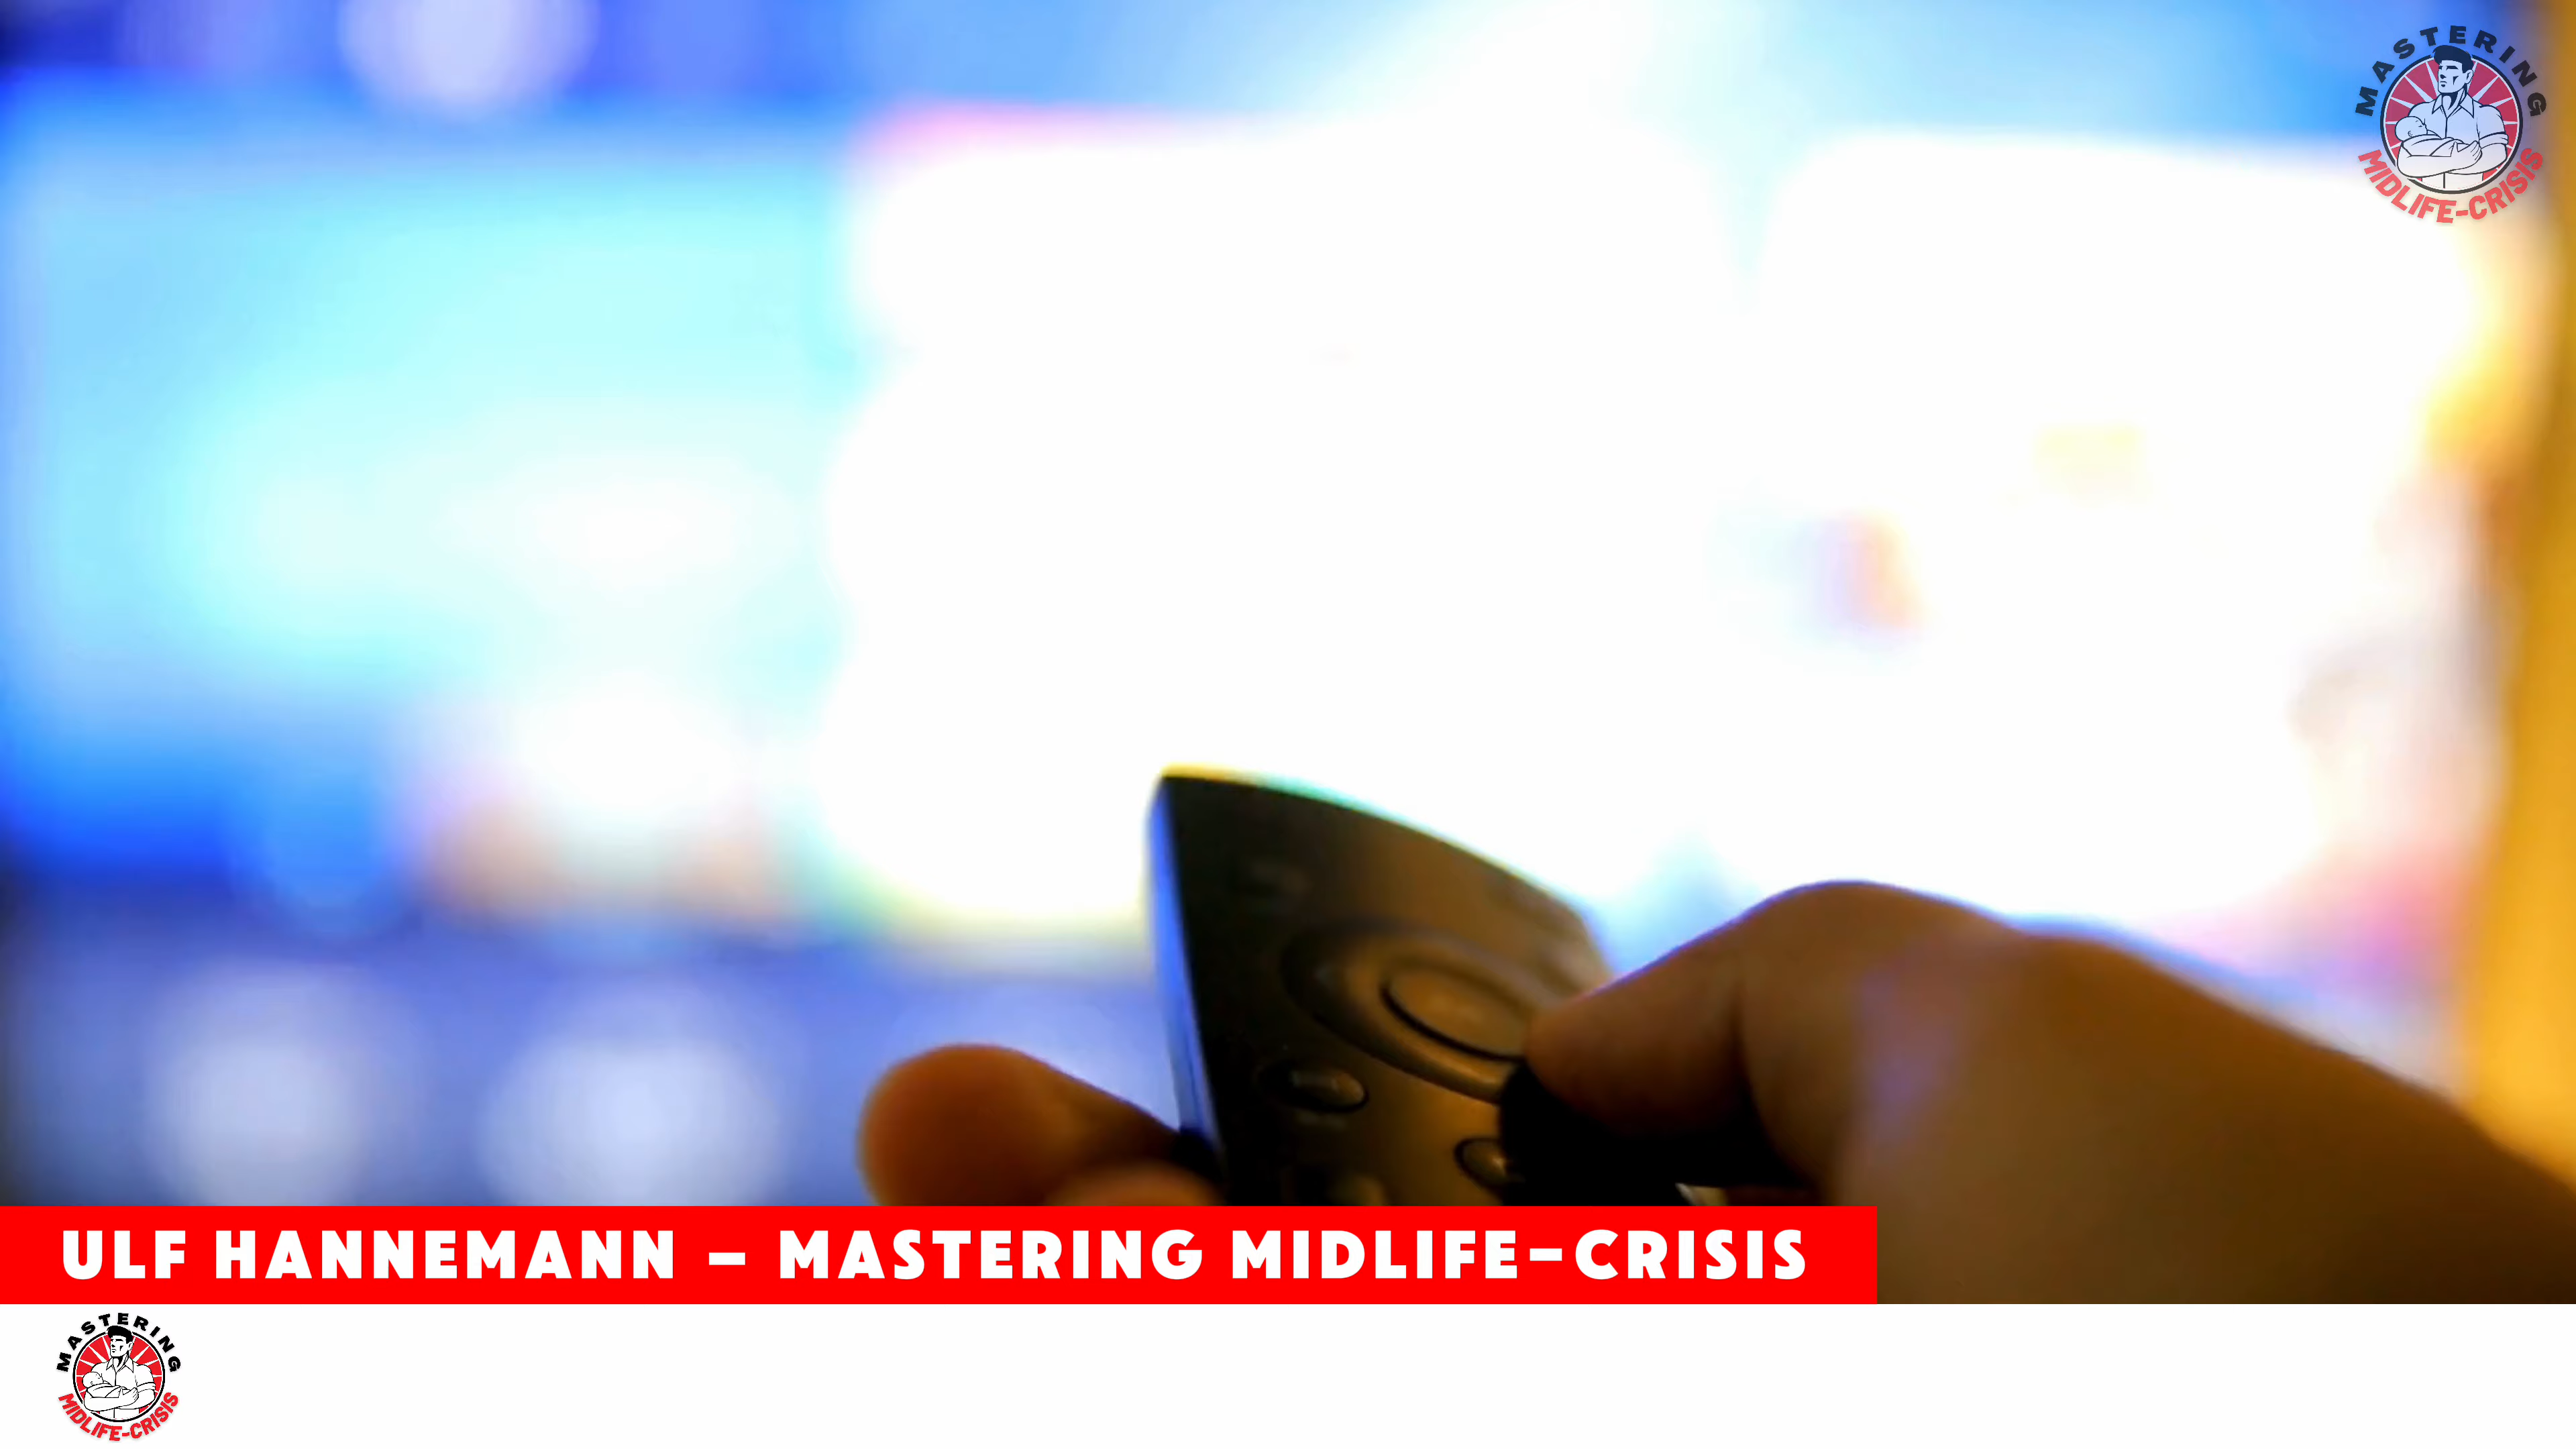 MASTERING
MIDLIFE-CRISIS
ULF HANNEMANN – MASTERING MIDLIFE-CRISIS
MASTERING
MIDLIFE-CRISIS